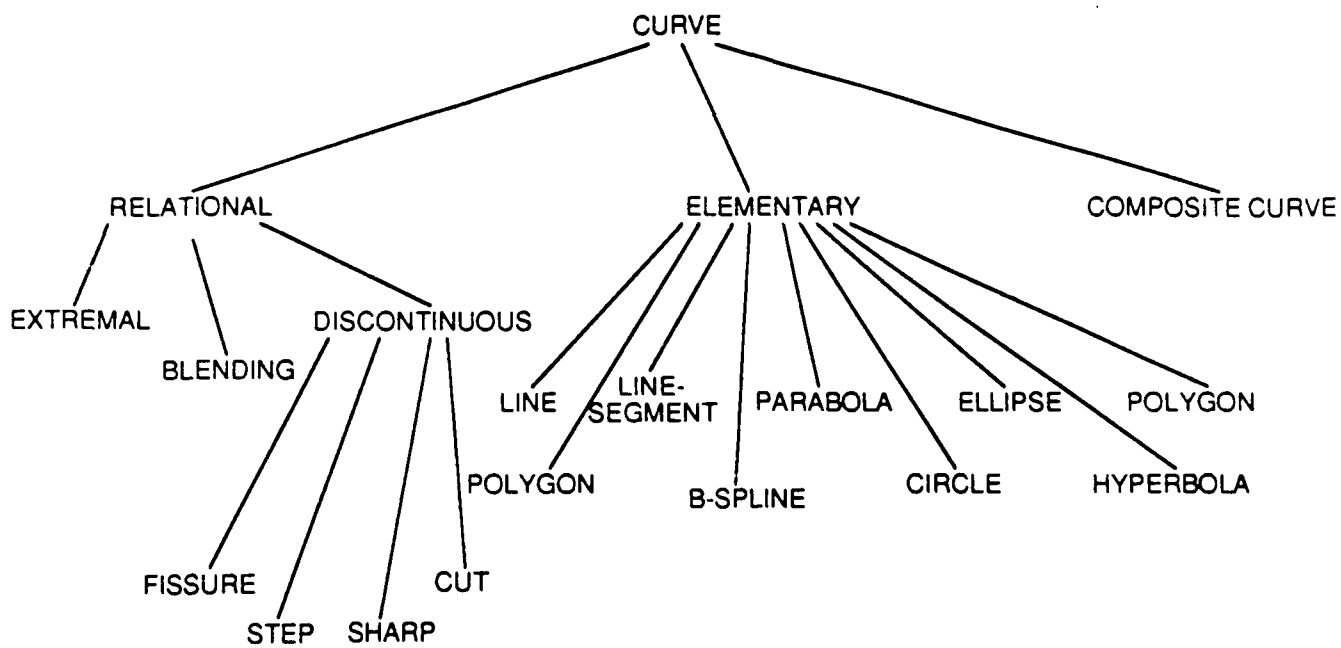 CURVE
RELATIONAL
ELEMENTARY
COMPOSITE CURVE
EXTREMAL
BLENDING
DISCONTINUOUS
LINE
LINE-
SEGMENT
PARABOLA
ELLIPSE
POLYGON
POLYGON
B-SPLINE
CIRCLE
HYPERBOLA
FISSURE
CUT
STEP
SHARP